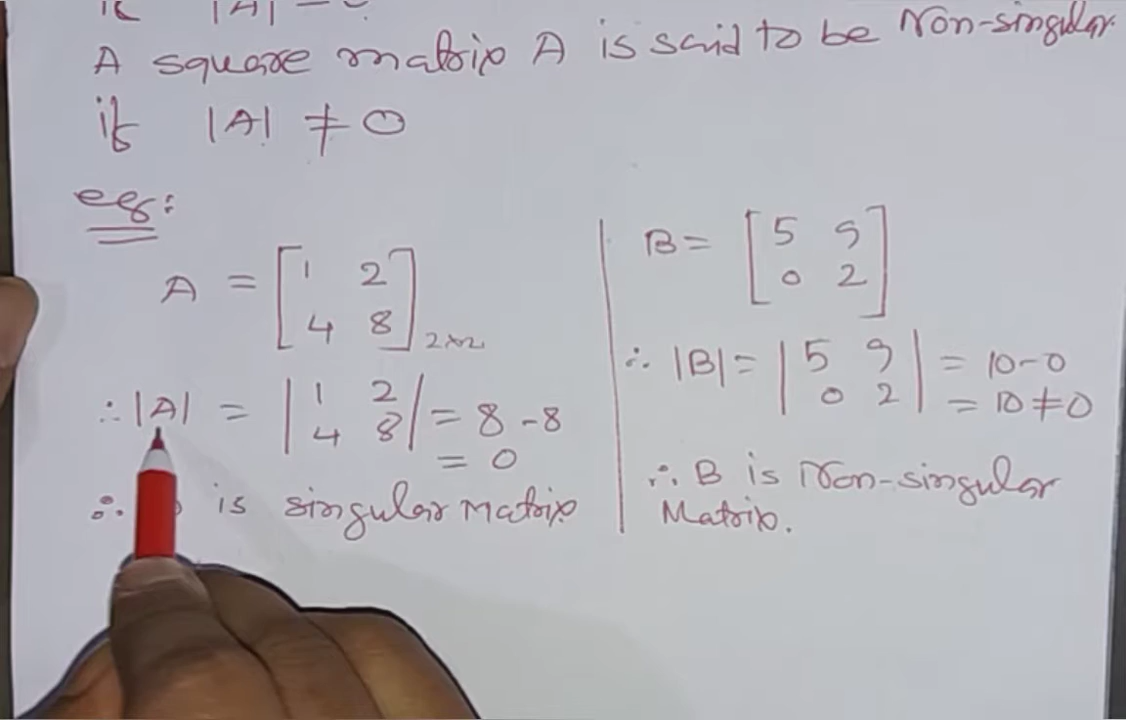 if |A| = 0.
A square matrix A is said to be Non-singular
if |A| ≠ 0
eg:
A = [1 2
4 8]2×2
∴ |A| = |1 2
4 8| = 8 - 8
= 0
∴ is singular Matrix
B = [5 9
0 2]
∴ |B| = |5 9
0 2| = 10-0
= 10 ≠ 0
∴ B is Non-singular
Matrix.